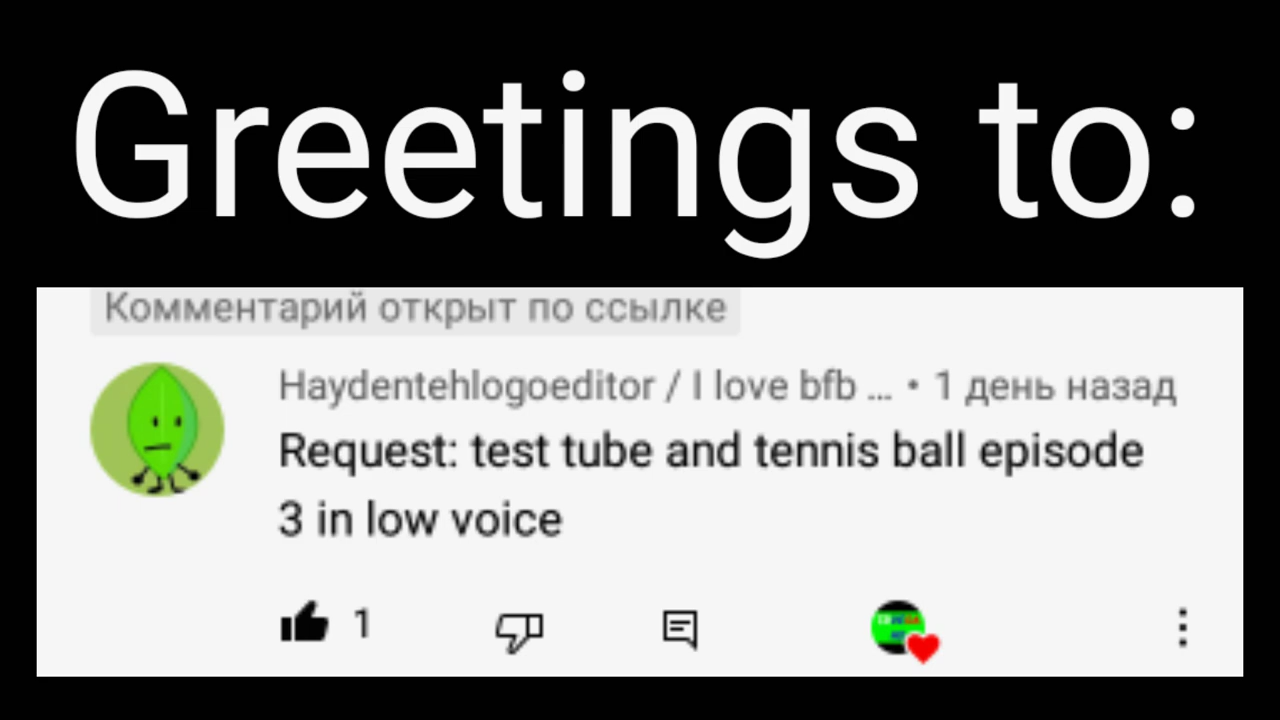 Greetings to:
Комментарий открыт по ссылке
Haydentehlogoeditor / I love bfb ... • 1 день назад
Request: test tube and tennis ball episode
3 in low voice
1